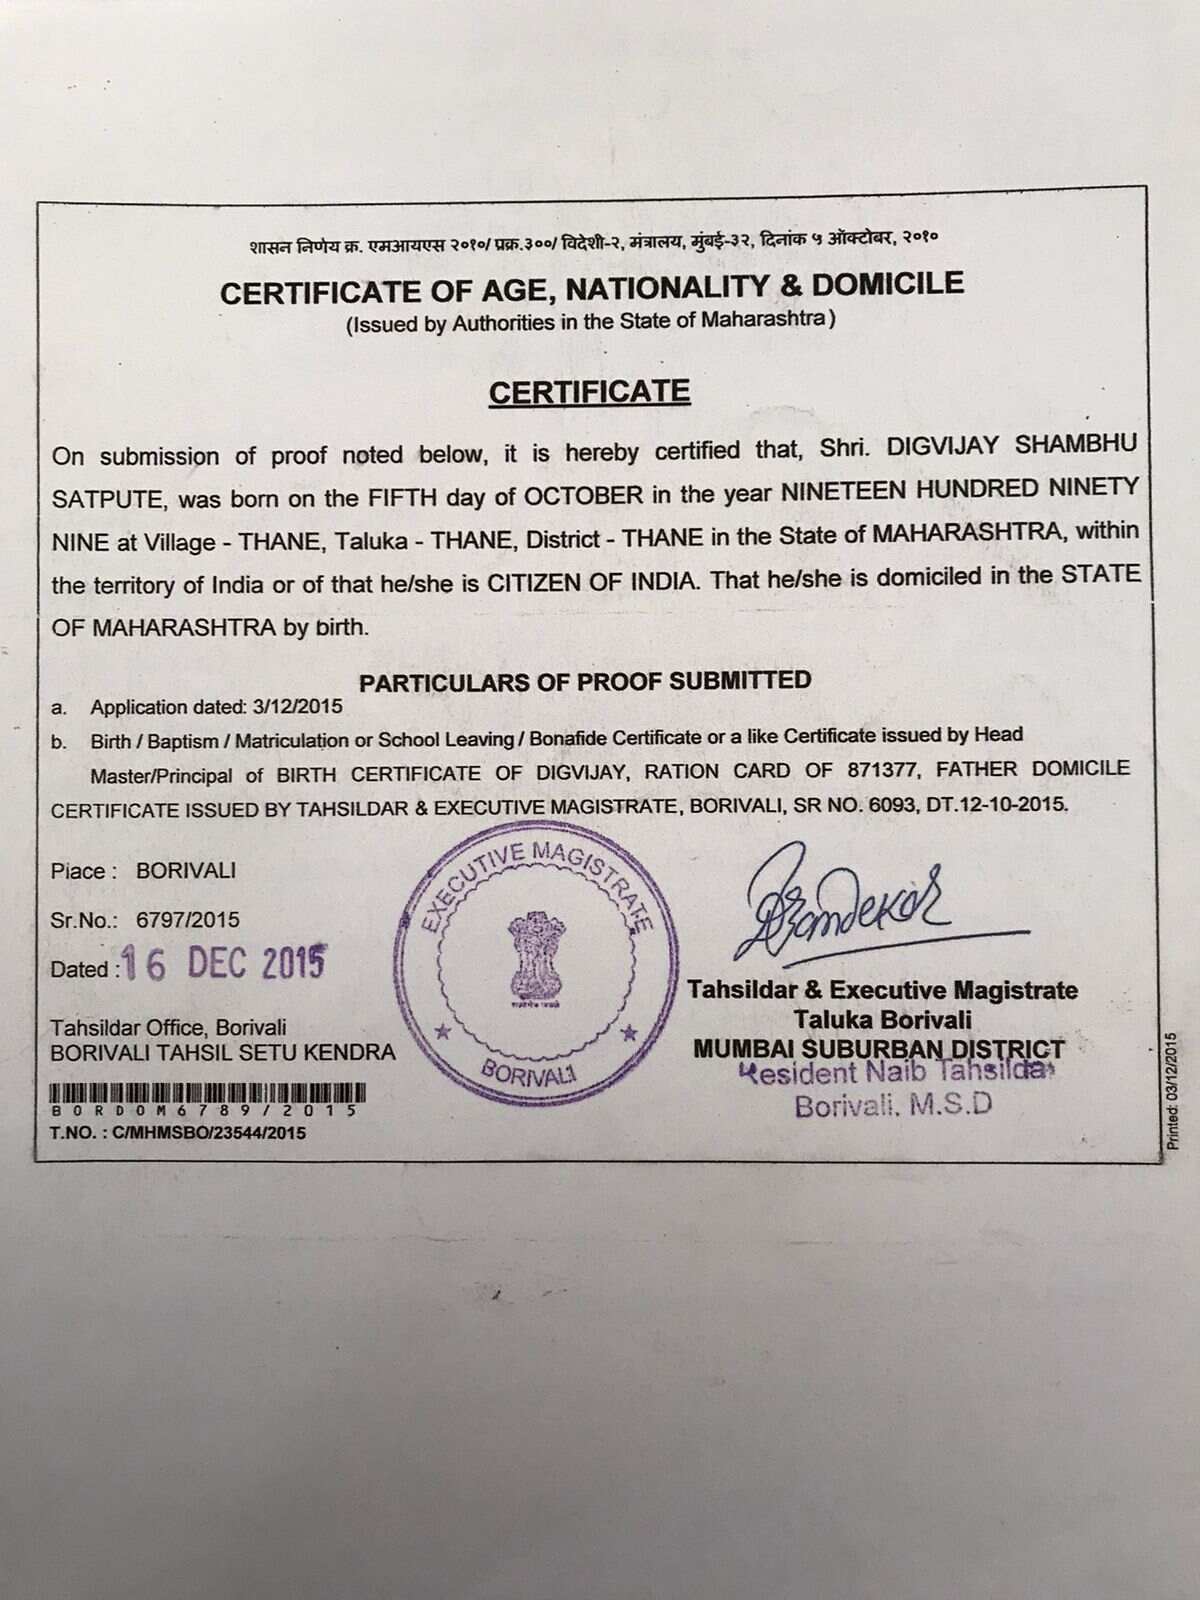 शासन निर्णय क्र. एमआयएस २०१०/ प्रक्र.३००/ विदेशी-२, मंत्रालय, मुंबई-३२, दिनांक ५ ऑक्टोबर, २०१०
CERTIFICATE OF AGE, NATIONALITY & DOMICILE
(Issued by Authorities in the State of Maharashtra)
CERTIFICATE
On submission of proof noted below, it is hereby certified that, Shri. DIGVIJAY SHAMBHU
SATPUTE, was born on the FIFTH day of OCTOBER in the year NINETEEN HUNDRED NINETY
NINE at Village - THANE, Taluka - THANE, District - THANE in the State of MAHARASHTRA, within
the territory of India or of that he/she is CITIZEN OF INDIA. That he/she is domiciled in the STATE
OF MAHARASHTRA by birth.
PARTICULARS OF PROOF SUBMITTED
a. Application dated: 3/12/2015
b. Birth / Baptism / Matriculation or School Leaving / Bonafide Certificate or a like Certificate issued by Head
Master/Principal of BIRTH CERTIFICATE OF DIGVIJAY, RATION CARD OF 871377, FATHER DOMICILE
CERTIFICATE ISSUED BY TAHSILDAR & EXECUTIVE MAGISTRATE, BORIVALI, SR NO. 6093, DT.12-10-2015.
Place : BORIVALI
Sr.No.: 6797/2015
Dated : 16 DEC 2015
Tahsildar Office, Borivali
BORIVALI TAHSIL SETU KENDRA
BORDOM6789/2015
T.NO. : C/MHMSBO/23544/2015
EXECUTIVE MAGISTRATE
BORIVALI
Tahsildar & Executive Magistrate
Taluka Borivali
MUMBAI SUBURBAN DISTRICT
Resident Naib Tahsildar
Borivali. M.S.D
Printed: 03/12/2015